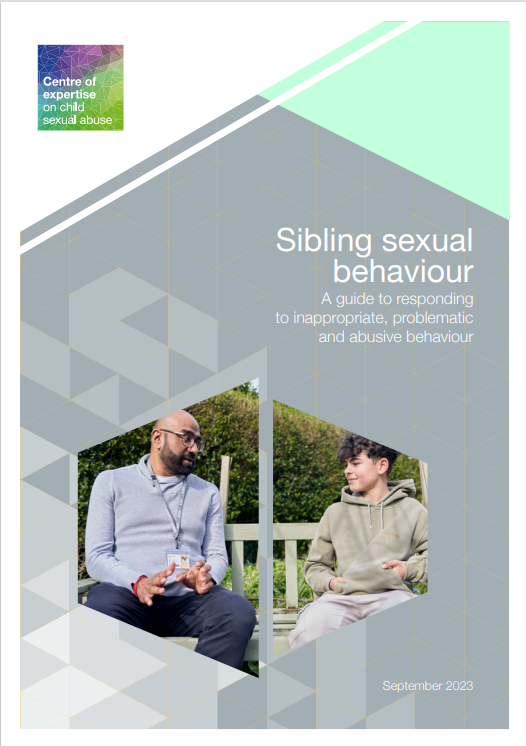 Centre of
expertise
on child
sexual abuse
Sibling sexual
behaviour
A guide to responding
to inappropriate, problematic
and abusive behaviour
September 2023